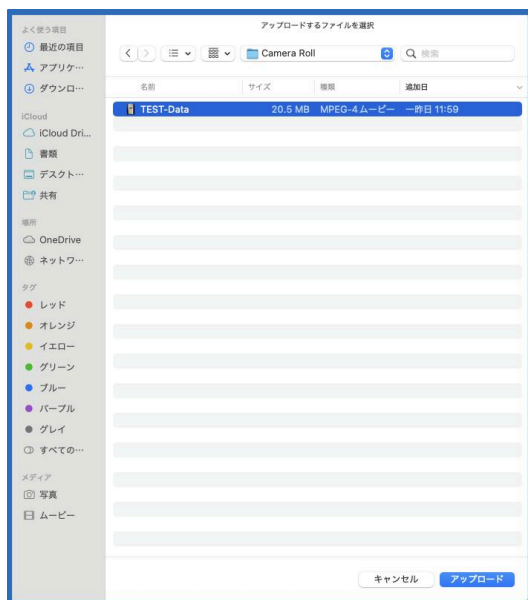 アップロードするファイルを選択
よく使う項目
最近の項目
アプリケ…
ダウンロ…
iCloud
iCloud Dri...
書類
デスクト…
共有
場所
OneDrive
ネットワ…
タグ
レッド
オレンジ
イエロー
グリーン
ブルー
パープル
グレイ
すべての…
メディア
写真
ムービー
Camera Roll
検索
名前 サイズ 種類 追加日
TEST-Data 20.5 MB MPEG-4ムービー 一昨日 11:59
キャンセル アップロード